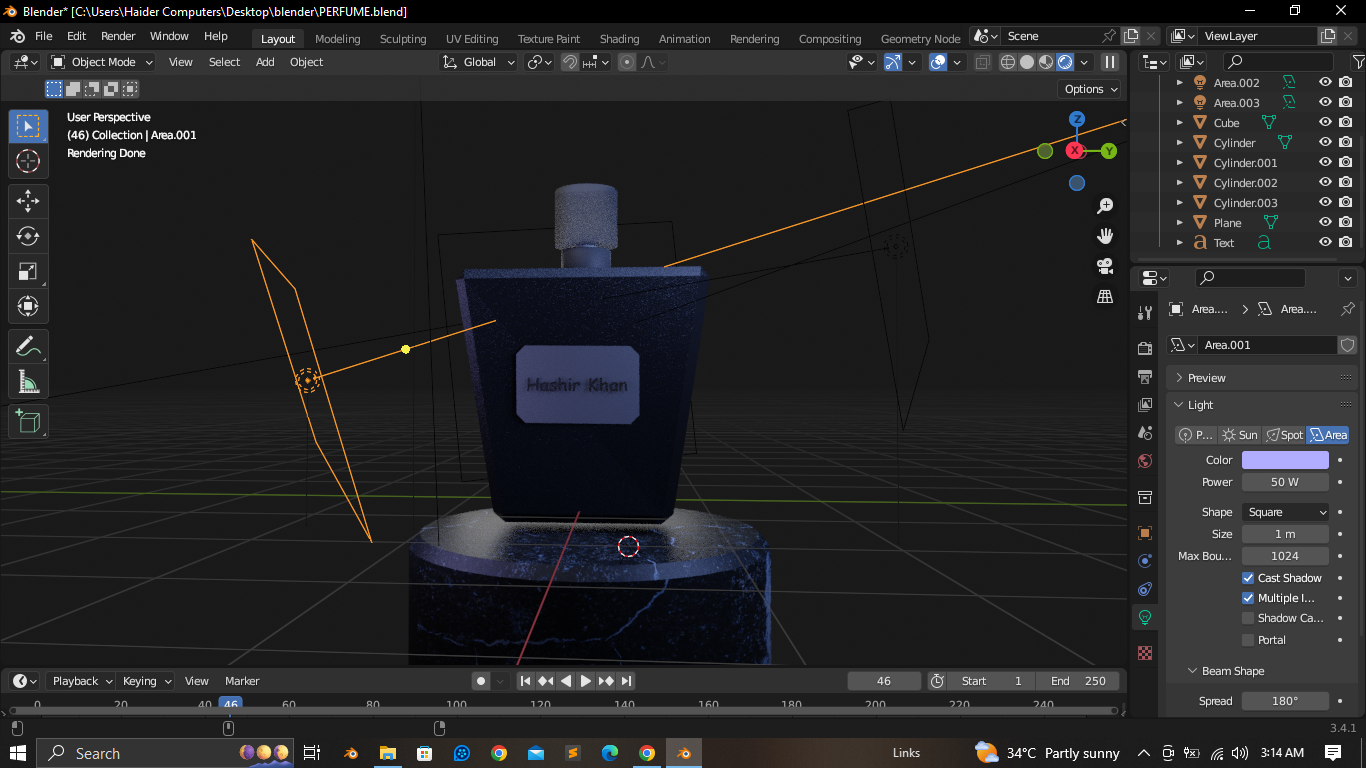 Blender* [C:\Users\Haider Computers\Desktop\blender\PERFUME.blend]
File Edit Render Window Help Layout Modeling Sculpting UV Editing Texture Paint Shading Animation Rendering Compositing Geometry Node Scene ViewLayer
Object Mode View Select Add Object Global
Options
User Perspective
(46) Collection | Area.001
Rendering Done
Z
X
Y
Hashir Khan
Area.002
Area.003
Cube
Cylinder
Cylinder.001
Cylinder.002
Cylinder.003
Plane
Text
Area.... Area....
Area.001
Preview
Light
P... Sun Spot Area
Color
Power 50 W
Shape Square
Size 1 m
Max Bou... 1024
Cast Shadow
Multiple I...
Shadow Ca...
Portal
Beam Shape
Spread 180°
Playback Keying View Marker 46 Start 1 End 250
0 20 40 46 60 80 100 120 140 160 180 200 220 240
3.4.1
Search Links 34°C Partly sunny 3:14 AM